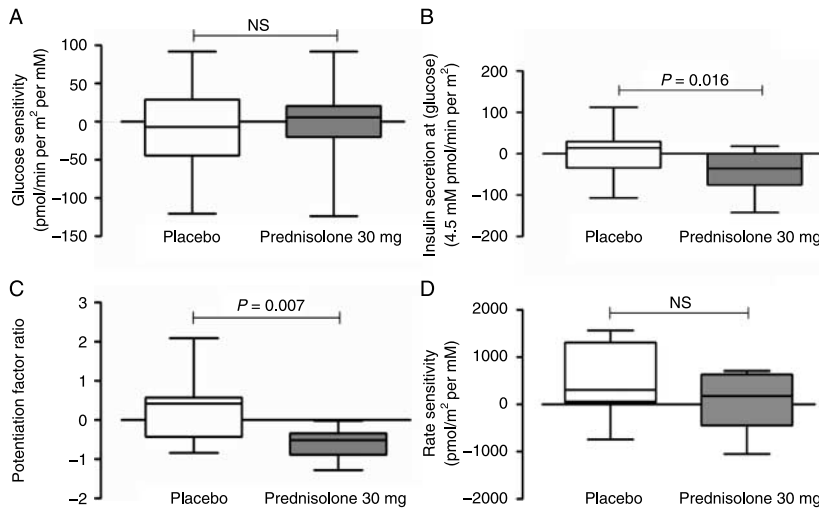 A
Glucose sensitivity
(pmol/min per m² per mM)
100
50
0
−50
−100
−150
NS
Placebo
Prednisolone 30 mg
B
Insulin secretion at (glucose)
(4.5 mM pmol/min per m²)
200
100
0
−100
−200
P = 0.016
Placebo
Prednisolone 30 mg
C
Potentiation factor ratio
3
2
1
0
−1
−2
P = 0.007
Placebo
Prednisolone 30 mg
D
Rate sensitivity
(pmol/m² per mM)
2000
1000
0
−1000
−2000
NS
Placebo
Prednisolone 30 mg